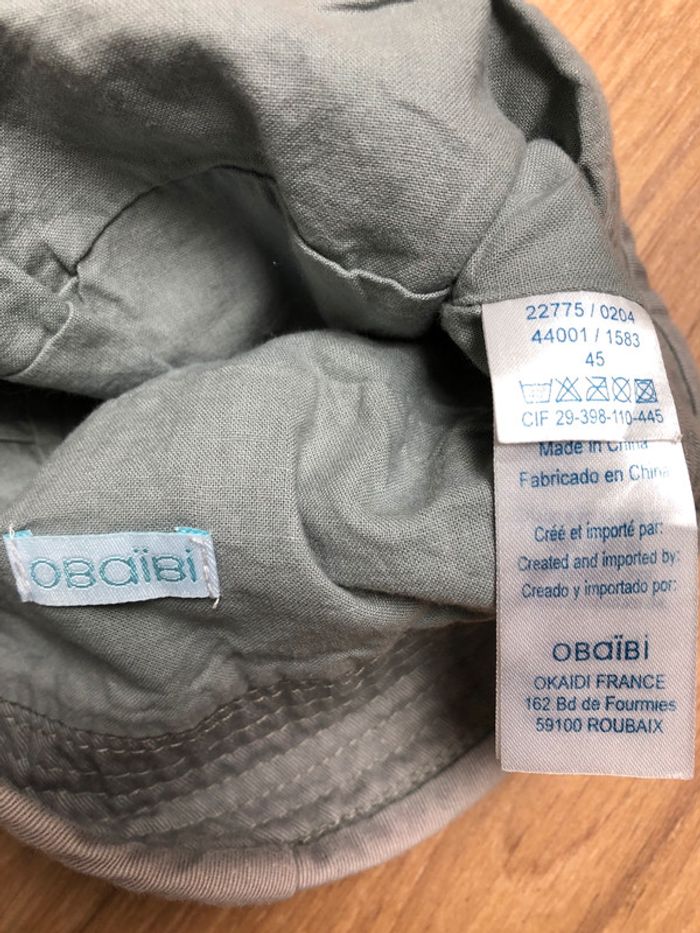 22775 / 0204
44001 / 1583
45
CIF 29-398-110-445
Made in China
Fabricado en China
Créé et importé par:
Created and imported by:
Creado y importado por:
OBaïBi
OKAIDI FRANCE
162 Bd de Fourmies
59100 ROUBAIX
OBaïBi